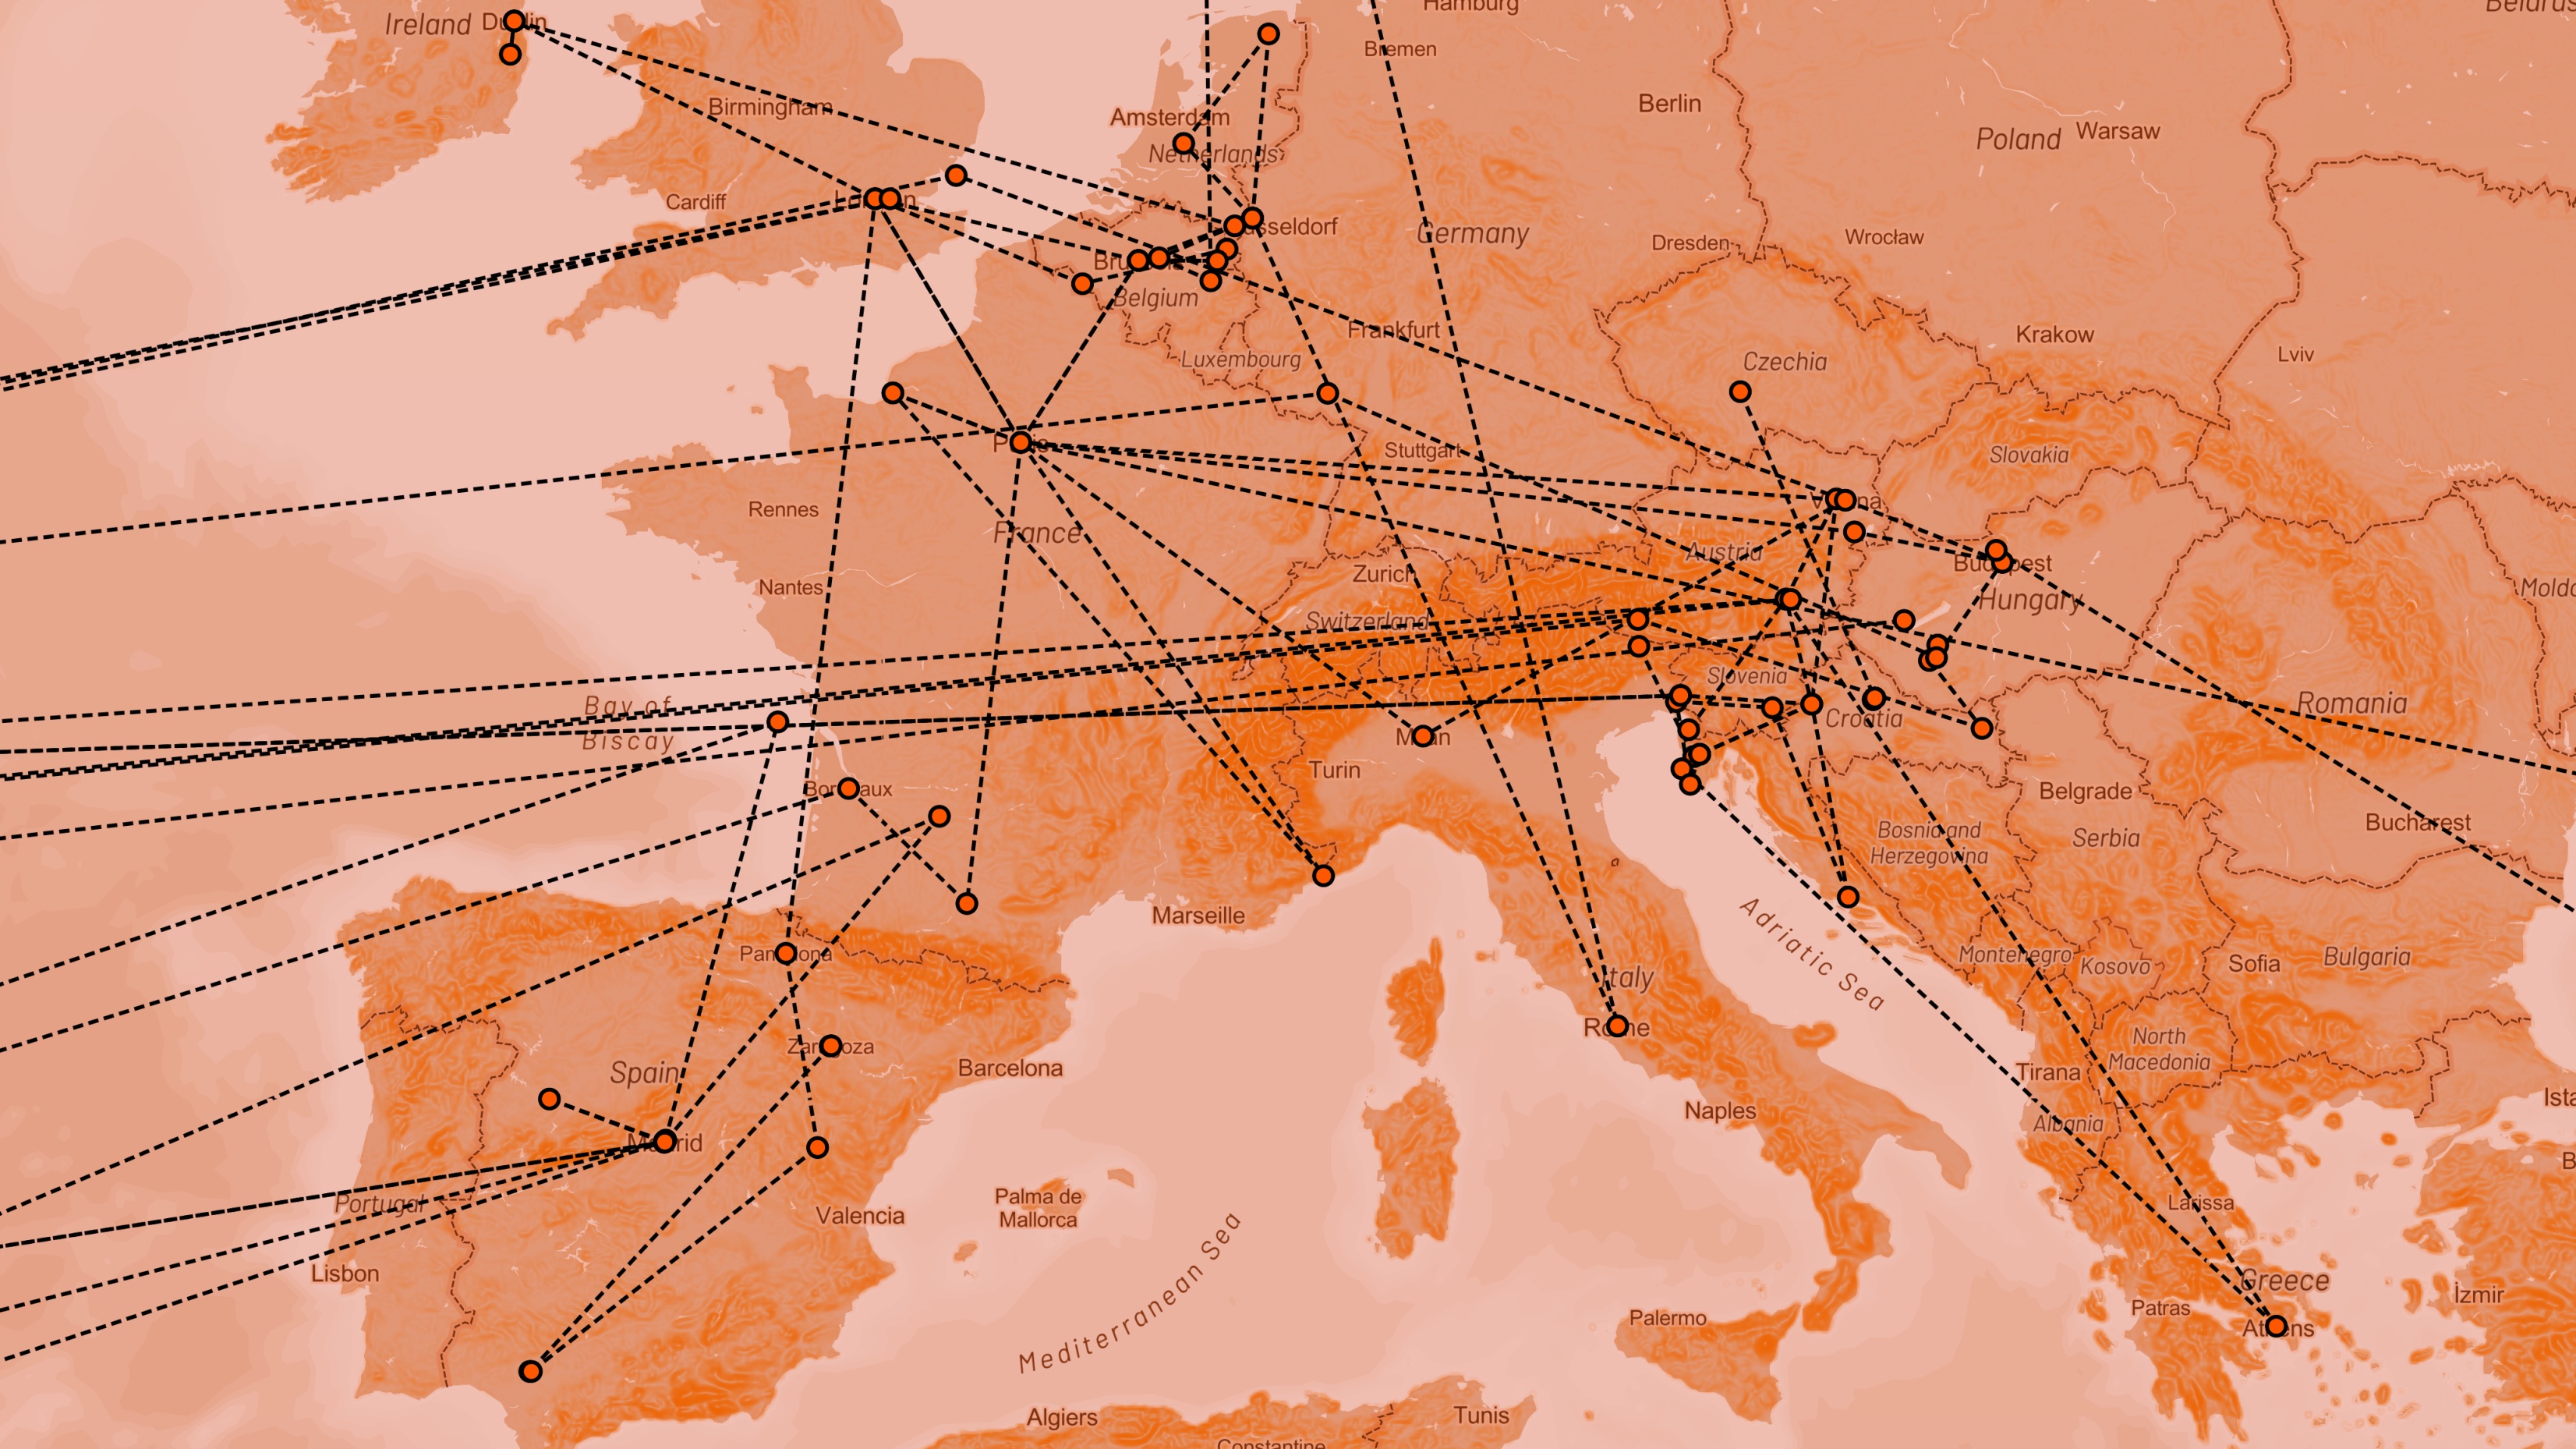 Hamburg
Belarus
Ireland
Dublin
Bremen
Birmingham
Amsterdam
Berlin
Netherlands
Poland
Warsaw
Cardiff
London
Düsseldorf
Germany
Dresden
Wrocław
Brussels
Belgium
Frankfurt
Krakow
Luxembourg
Czechia
Lviv
Paris
Stuttgart
Slovakia
Rennes
Vienna
France
Austria
Budapest
Zurich
Nantes
Hungary
Moldo
Switzerland
Slovenia
Bay of
Biscay
Croatia
Romania
Milan
Turin
Bordeaux
Belgrade
Bosnia and
Herzegovina
Serbia
Bucharest
Marseille
Adriatic Sea
Pamplona
Montenegro
Kosovo
Sofia
Bulgaria
Italy
Rome
Zaragoza
North
Macedonia
Barcelona
Spain
Tirana
Naples
Ista
Albania
Madrid
Portugal
Palma de
Mallorca
Larissa
Valencia
Mediterranean Sea
Lisbon
Greece
İzmir
Patras
Palermo
Athens
Algiers
Tunis
Constantine